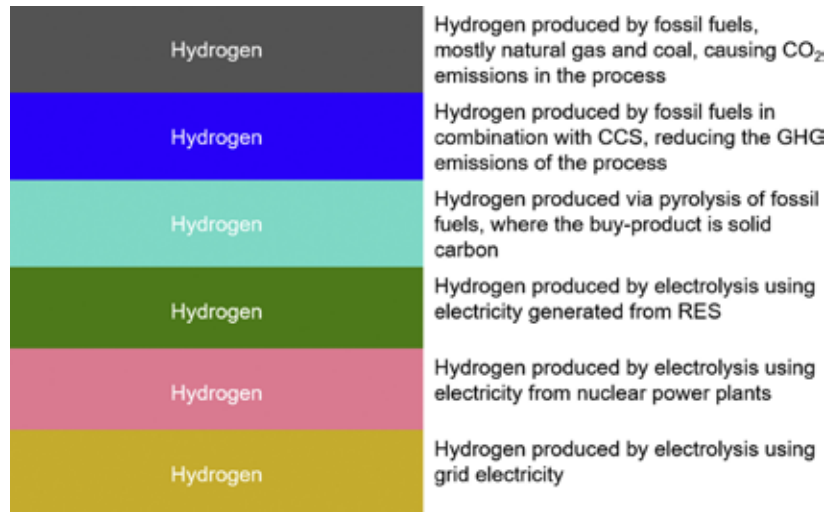 Hydrogen
Hydrogen produced by fossil fuels,
mostly natural gas and coal, causing CO₂,
emissions in the process
Hydrogen
Hydrogen produced by fossil fuels in
combination with CCS, reducing the GHG
emissions of the process
Hydrogen
Hydrogen produced via pyrolysis of fossil
fuels, where the buy-product is solid
carbon
Hydrogen
Hydrogen produced by electrolysis using
electricity generated from RES
Hydrogen
Hydrogen produced by electrolysis using
electricity from nuclear power plants
Hydrogen
Hydrogen produced by electrolysis using
grid electricity